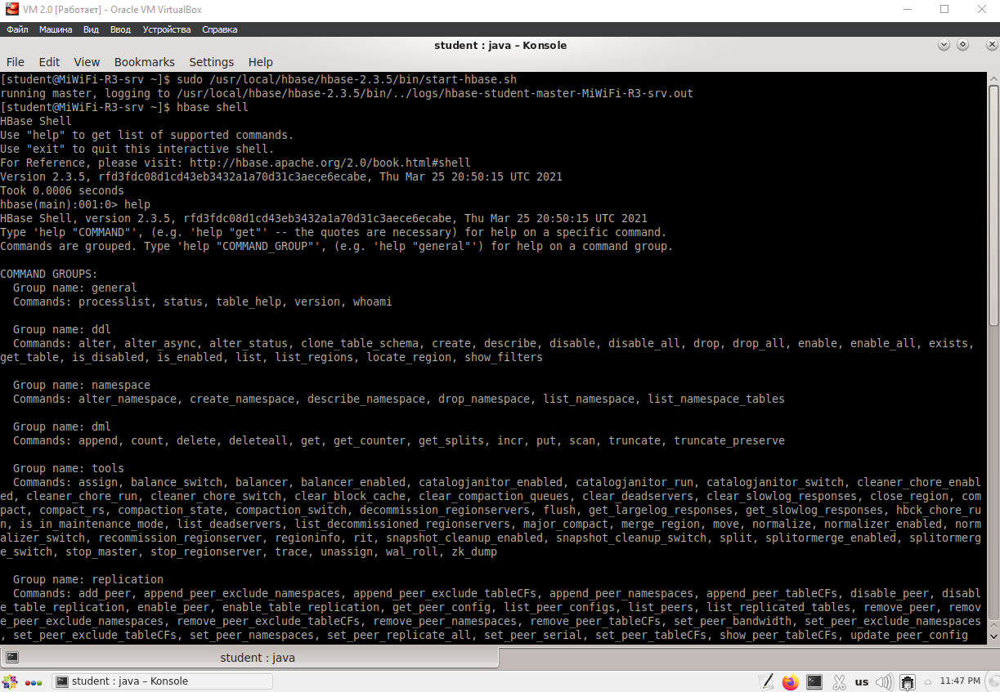 VM 2.0 [Работает] - Oracle VM VirtualBox
Файл Машина Вид Ввод Устройства Справка
student : java – Konsole
File Edit View Bookmarks Settings Help
[student@MiWiFi-R3-srv ~]$ sudo /usr/local/hbase/hbase-2.3.5/bin/start-hbase.sh
running master, logging to /usr/local/hbase/hbase-2.3.5/bin/../logs/hbase-student-master-MiWiFi-R3-srv.out
[student@MiWiFi-R3-srv ~]$ hbase shell
HBase Shell
Use "help" to get list of supported commands.
Use "exit" to quit this interactive shell.
For Reference, please visit: http://hbase.apache.org/2.0/book.html#shell
Version 2.3.5, rfd3fdc08d1cd43eb3432a1a70d31c3aece6ecabe, Thu Mar 25 20:50:15 UTC 2021
Took 0.0006 seconds
hbase(main):001:0> help
HBase Shell, version 2.3.5, rfd3fdc08d1cd43eb3432a1a70d31c3aece6ecabe, Thu Mar 25 20:50:15 UTC 2021
Type 'help "COMMAND"', (e.g. 'help "get"' -- the quotes are necessary) for help on a specific command.
Commands are grouped. Type 'help "COMMAND_GROUP"', (e.g. 'help "general"') for help on a command group.
COMMAND GROUPS:
Group name: general
Commands: processlist, status, table_help, version, whoami
Group name: ddl
Commands: alter, alter_async, alter_status, clone_table_schema, create, describe, disable, disable_all, drop, drop_all, enable, enable_all, exists,
get_table, is_disabled, is_enabled, list, list_regions, locate_region, show_filters
Group name: namespace
Commands: alter_namespace, create_namespace, describe_namespace, drop_namespace, list_namespace, list_namespace_tables
Group name: dml
Commands: append, count, delete, deleteall, get, get_counter, get_splits, incr, put, scan, truncate, truncate_preserve
Group name: tools
Commands: assign, balance_switch, balancer, balancer_enabled, catalogjanitor_enabled, catalogjanitor_run, catalogjanitor_switch, cleaner_chore_enabl
ed, cleaner_chore_run, cleaner_chore_switch, clear_block_cache, clear_compaction_queues, clear_deadservers, clear_slowlog_responses, close_region, com
pact, compact_rs, compaction_state, compaction_switch, decommission_regionservers, flush, get_largelog_responses, get_slowlog_responses, hbck_chore_ru
n, is_in_maintenance_mode, list_deadservers, list_decommissioned_regionservers, major_compact, merge_region, move, normalize, normalizer_enabled, norm
alizer_switch, recommission_regionserver, regioninfo, rit, snapshot_cleanup_enabled, snapshot_cleanup_switch, split, splitormerge_enabled, splitormerg
e_switch, stop_master, stop_regionserver, trace, unassign, wal_roll, zk_dump
Group name: replication
Commands: add_peer, append_peer_exclude_namespaces, append_peer_exclude_tableCFs, append_peer_namespaces, append_peer_tableCFs, disable_peer, disabl
e_table_replication, enable_peer, enable_table_replication, get_peer_config, list_peer_configs, list_peers, list_replicated_tables, remove_peer, remov
e_peer_exclude_namespaces, remove_peer_exclude_tableCFs, remove_peer_namespaces, remove_peer_tableCFs, set_peer_bandwidth, set_peer_exclude_namespaces
, set_peer_exclude_tableCFs, set_peer_namespaces, set_peer_replicate_all, set_peer_serial, set_peer_tableCFs, show_peer_tableCFs, update_peer_config
student : java
student : java – Konsole
us
11:47 PM